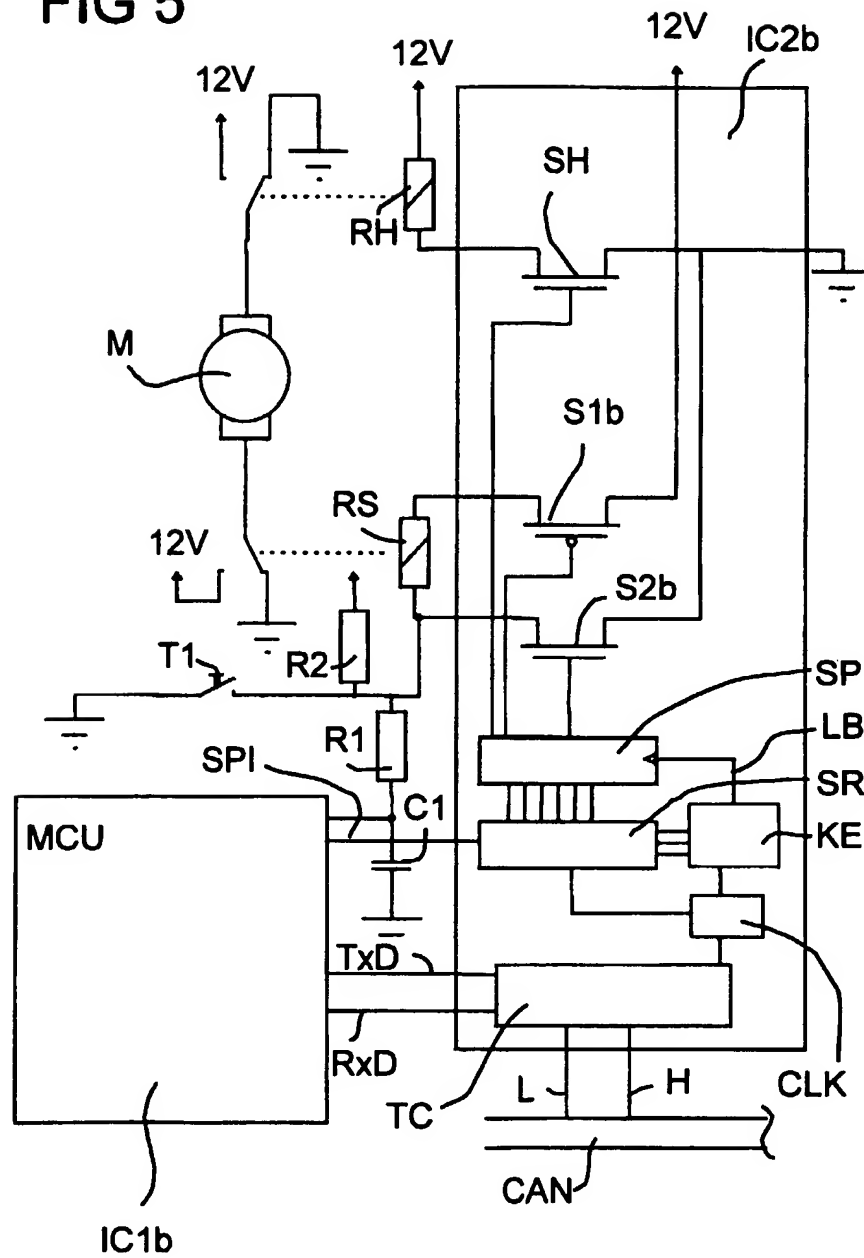 FIG 5
12V
IC2b
12V
12V
SH
RH
M
S1b
RS
12V
S2b
T1
R2
SP
R1
LB
SPI
SR
MCU
C1
KE
TxD
RxD
L
H
CLK
TC
CAN
IC1b